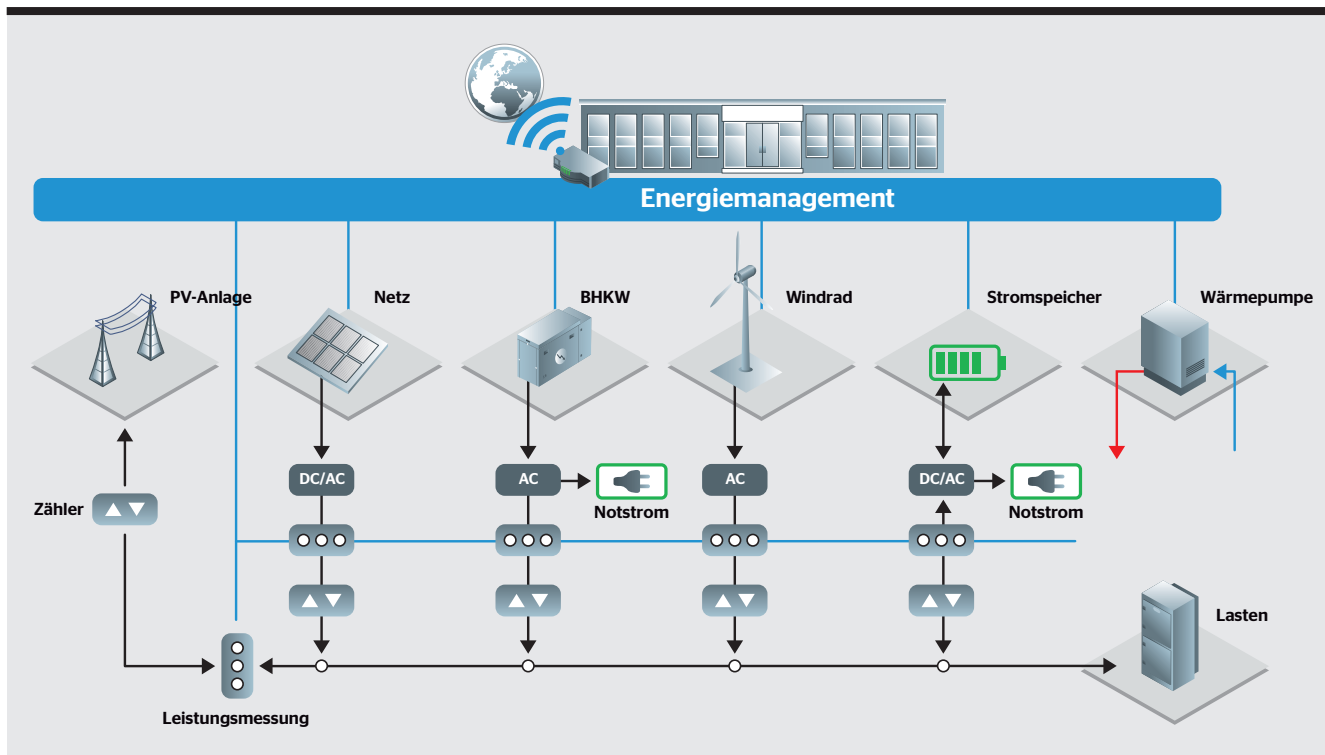 Energiemanagement
PV-Anlage
Netz
BHKW
Windrad
Stromspeicher
Wärmepumpe
DC/AC
AC
AC
DC/AC
Zähler
Notstrom
Notstrom
Lasten
Leistungsmessung